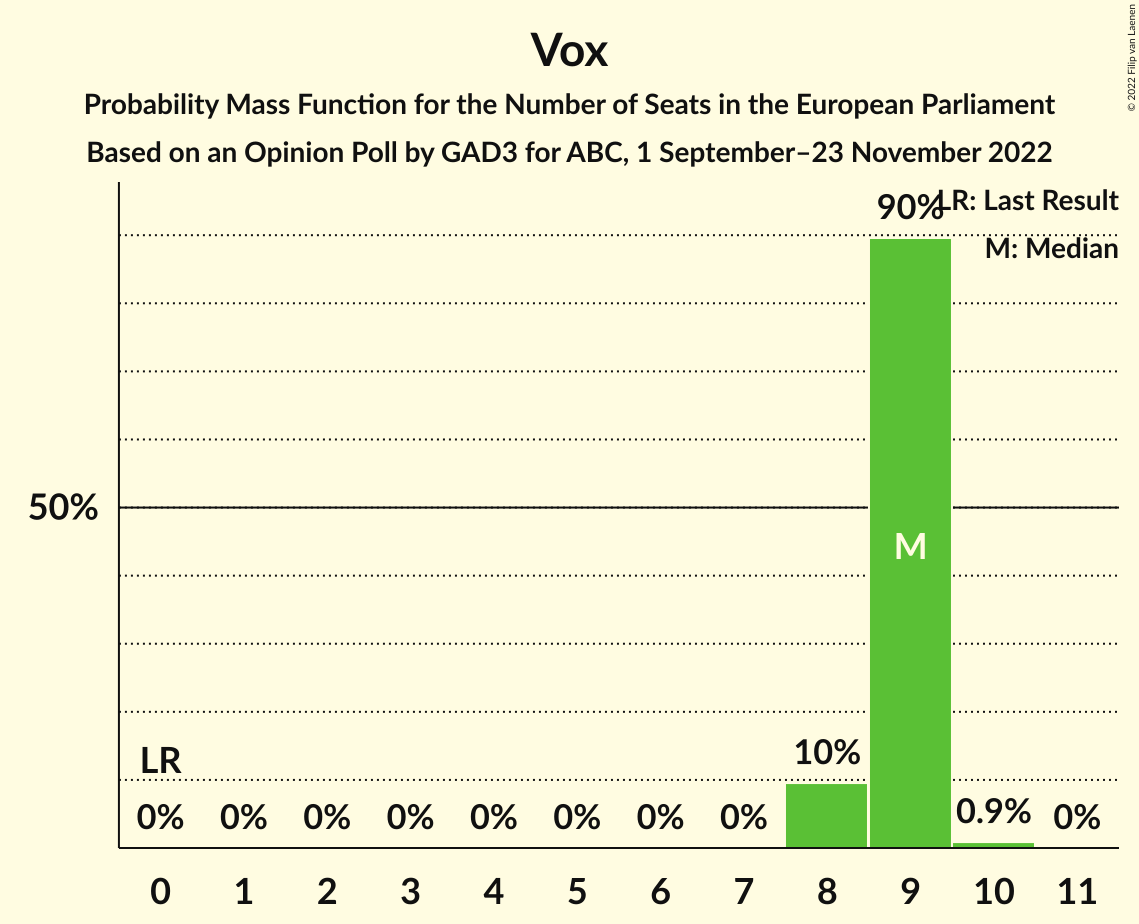 Vox
Probability Mass Function for the Number of Seats in the European Parliament
Based on an Opinion Poll by GAD3 for ABC, 1 September–23 November 2022
© 2022 Filip van Laenen
LR: Last Result
M: Median
90%
50%
M
LR
10%
0% 0% 0% 0% 0% 0% 0% 0% 0.9% 0%
0 1 2 3 4 5 6 7 8 9 10 11